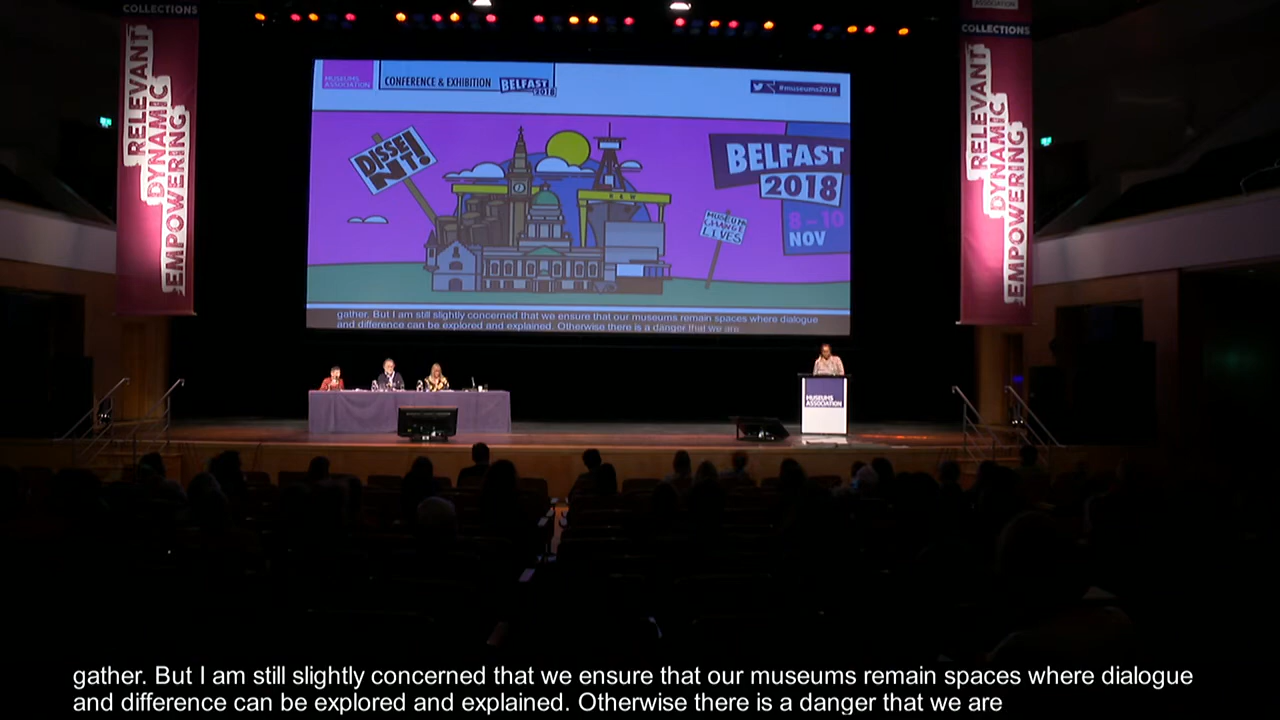 COLLECTIONS
RELEVANT
DYNAMIC
EMPOWERING
MUSEUMS
ASSOCIATION
CONFERENCE & EXHIBITION
BELFAST
2018
#museums2018
DISSE
NT!
BELFAST
2018
8–10
NOV
MUSEUMS
CHANGE
LIVES
gather. But I am still slightly concerned that we ensure that our museums remain spaces where dialogue
and difference can be explored and explained. Otherwise there is a danger that we are
MUSEUMS
ASSOCIATION
ASSOCIATION
COLLECTIONS
RELEVANT
DYNAMIC
EMPOWERING
gather. But I am still slightly concerned that we ensure that our museums remain spaces where dialogue
and difference can be explored and explained. Otherwise there is a danger that we are